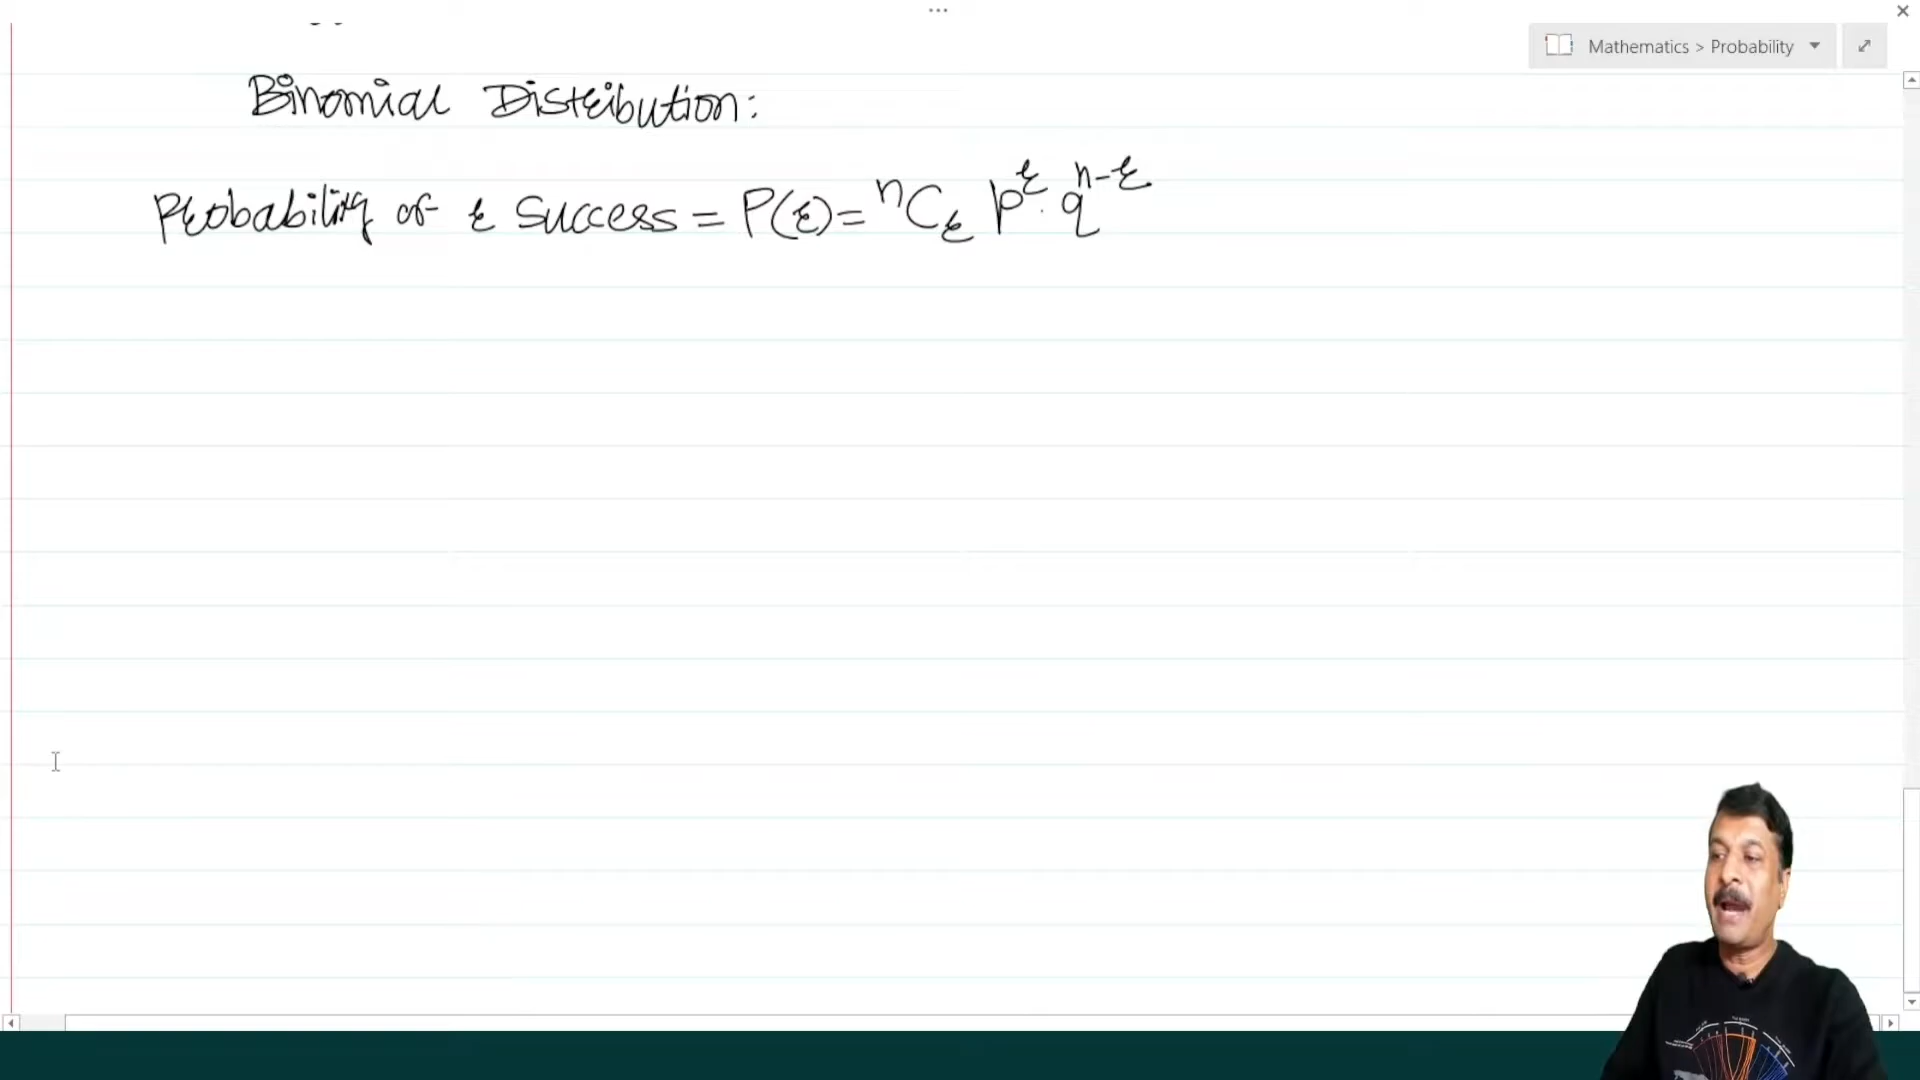 ...
Mathematics > Probability
Binomial Distribution:
Probability of r Success = P(r) = ⁿCᵣ pʳ. qⁿ⁻ʳ